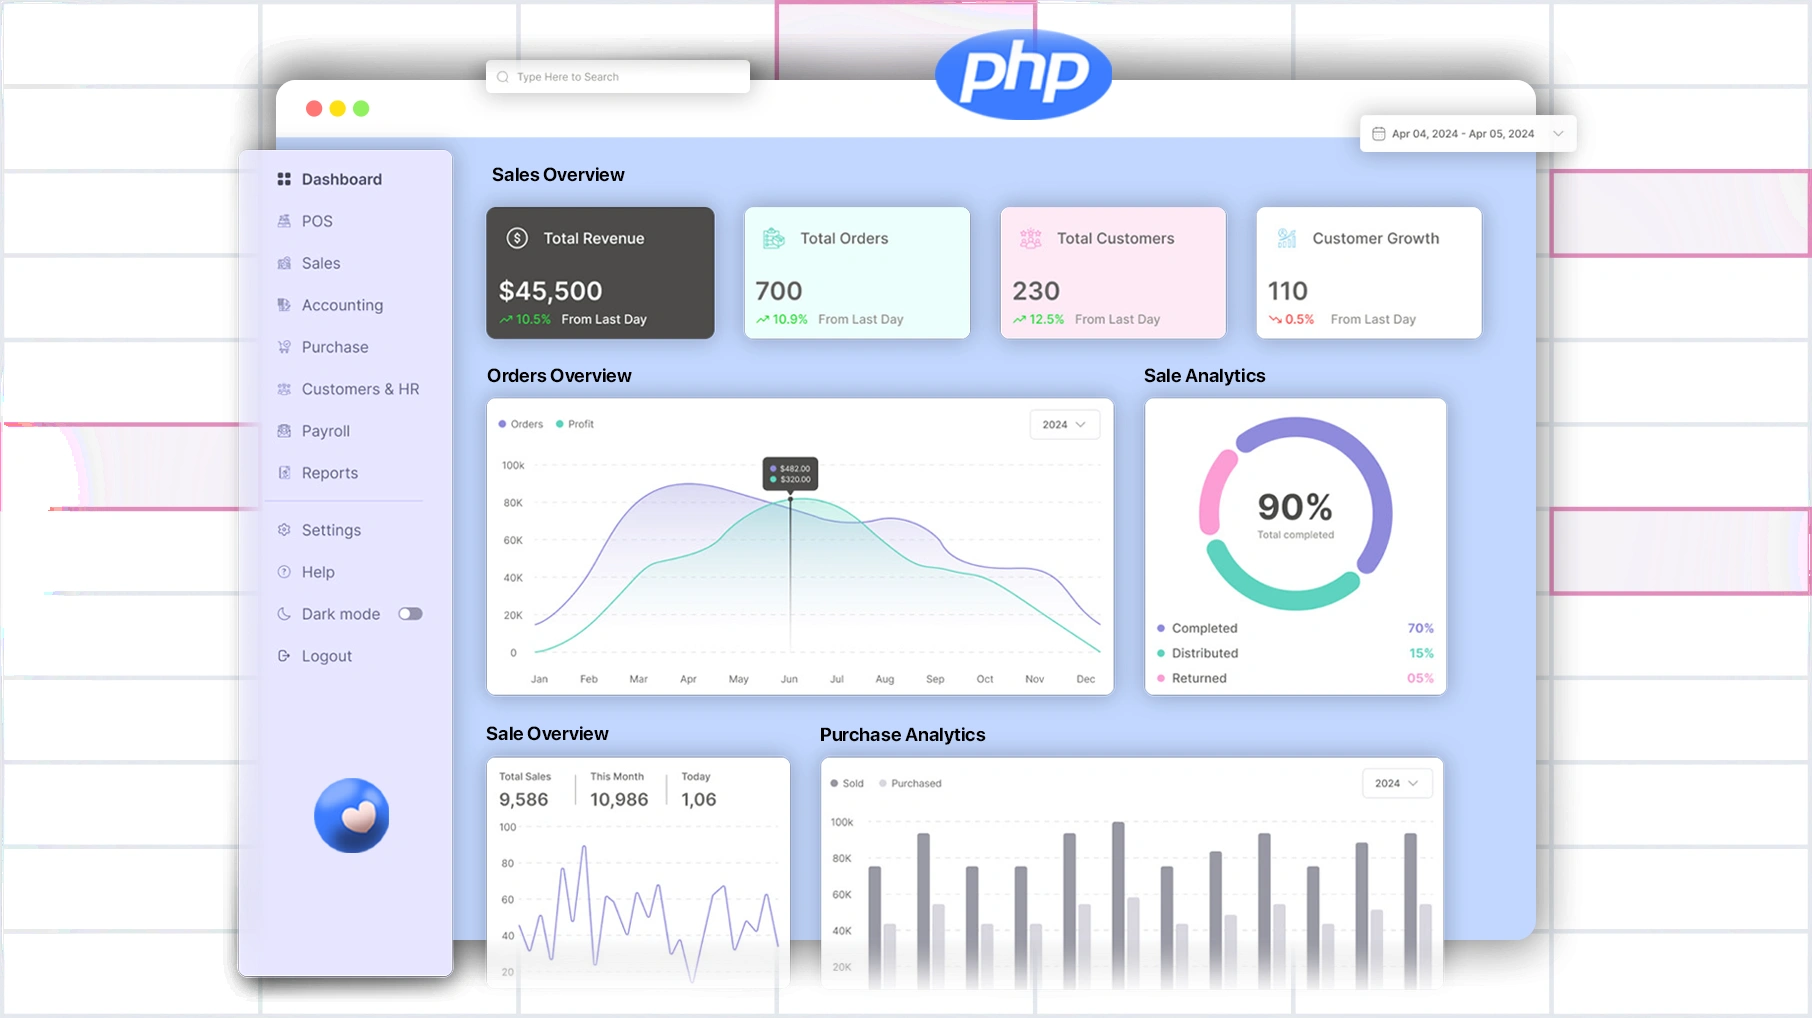 Type Here to Search
php
Apr 04, 2024 - Apr 05, 2024
Dashboard
POS
Sales
Accounting
Purchase
Customers & HR
Payroll
Reports
Settings
Help
Dark mode
Logout
Sales Overview
Total Revenue
$45,500
10.5% From Last Day
Total Orders
700
10.9% From Last Day
Total Customers
230
12.5% From Last Day
Customer Growth
110
0.5% From Last Day
Orders Overview
Orders Profit
2024
$482.00
$320.00
100k
80K
60K
40K
20K
0
Jan Feb Mar Apr May Jun Jul Aug Sep Oct Nov Dec
Sale Analytics
90%
Total completed
Completed 70%
Distributed 15%
Returned 05%
Sale Overview
Total Sales This Month Today
9,586 10,986 1,06
100
80
60
40
20
Purchase Analytics
Sold Purchased
2024
100k
80K
60K
40K
20K